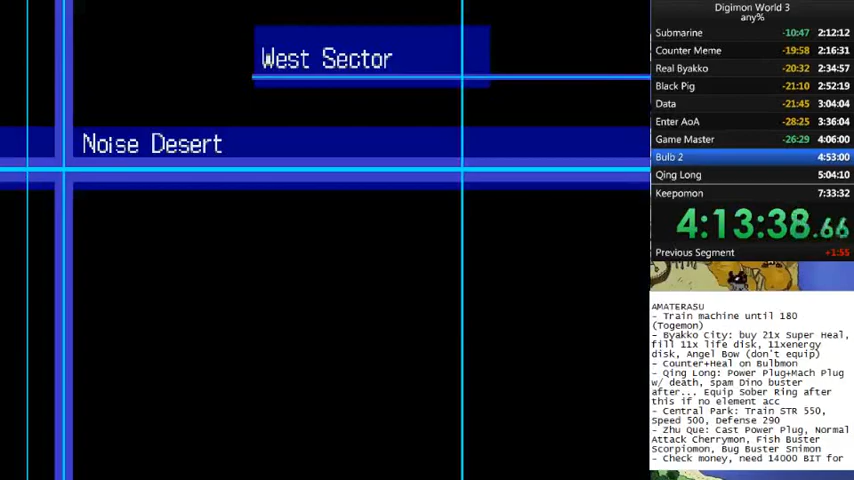 West Sector
Noise Desert
Digimon World 3
any%
Submarine -10:47 2:12:12
Counter Meme -19:58 2:16:31
Real Byakko -20:32 2:34:57
Black Pig -21:10 2:52:19
Data -21:45 3:04:04
Enter AoA -28:25 3:36:04
Game Master -26:29 4:06:00
Bulb 2 4:53:00
Qing Long 5:04:10
Keepomon 7:33:32
4:13:38.66
Previous Segment +1:55
AMATERASU
- Train machine until 180
(Togemon)
- Byakko City: buy 21x Super Heal,
fill 11x life disk, 11xenergy
disk, Angel Bow (don't equip)
- Counter+Heal on Bulbmon
- Qing Long: Power Plug+Mach Plug
w/ death, spam Dino buster
after... Equip Sober Ring after
this if no element acc
- Central Park: Train STR 550,
Speed 500, Defense 290
- Zhu Que: Cast Power Plug, Normal
Attack Cherrymon, Fish Buster
Scorpiomon, Bug Buster Snimon
- Check money, need 14000 BIT for